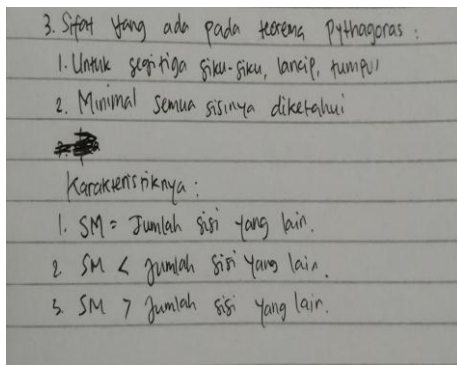 3. Sifat yang ada pada teorema Pythagoras :
1. Untuk segitiga siku-siku, lancip, tumpul
2. Minimal semua sisinya diketahui
Karakteristiknya :
1. SM = Jumlah sisi yang lain.
2. SM < Jumlah sisi yang lain.
3. SM > Jumlah sisi yang lain.